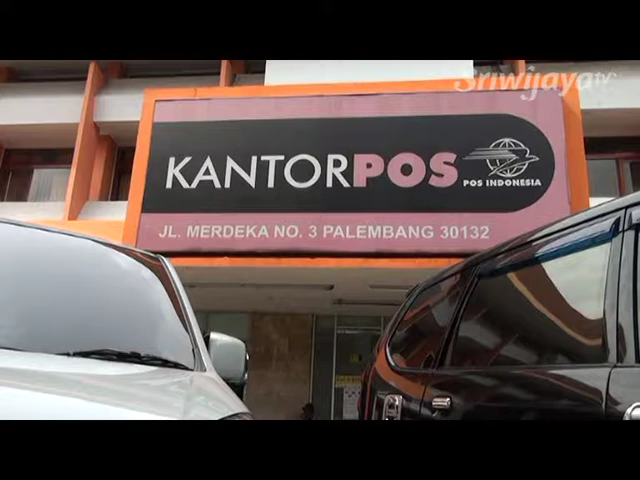 Sriwijaya tv
KANTORPOS
POS INDONESIA
JL. MERDEKA NO. 3 PALEMBANG 30132